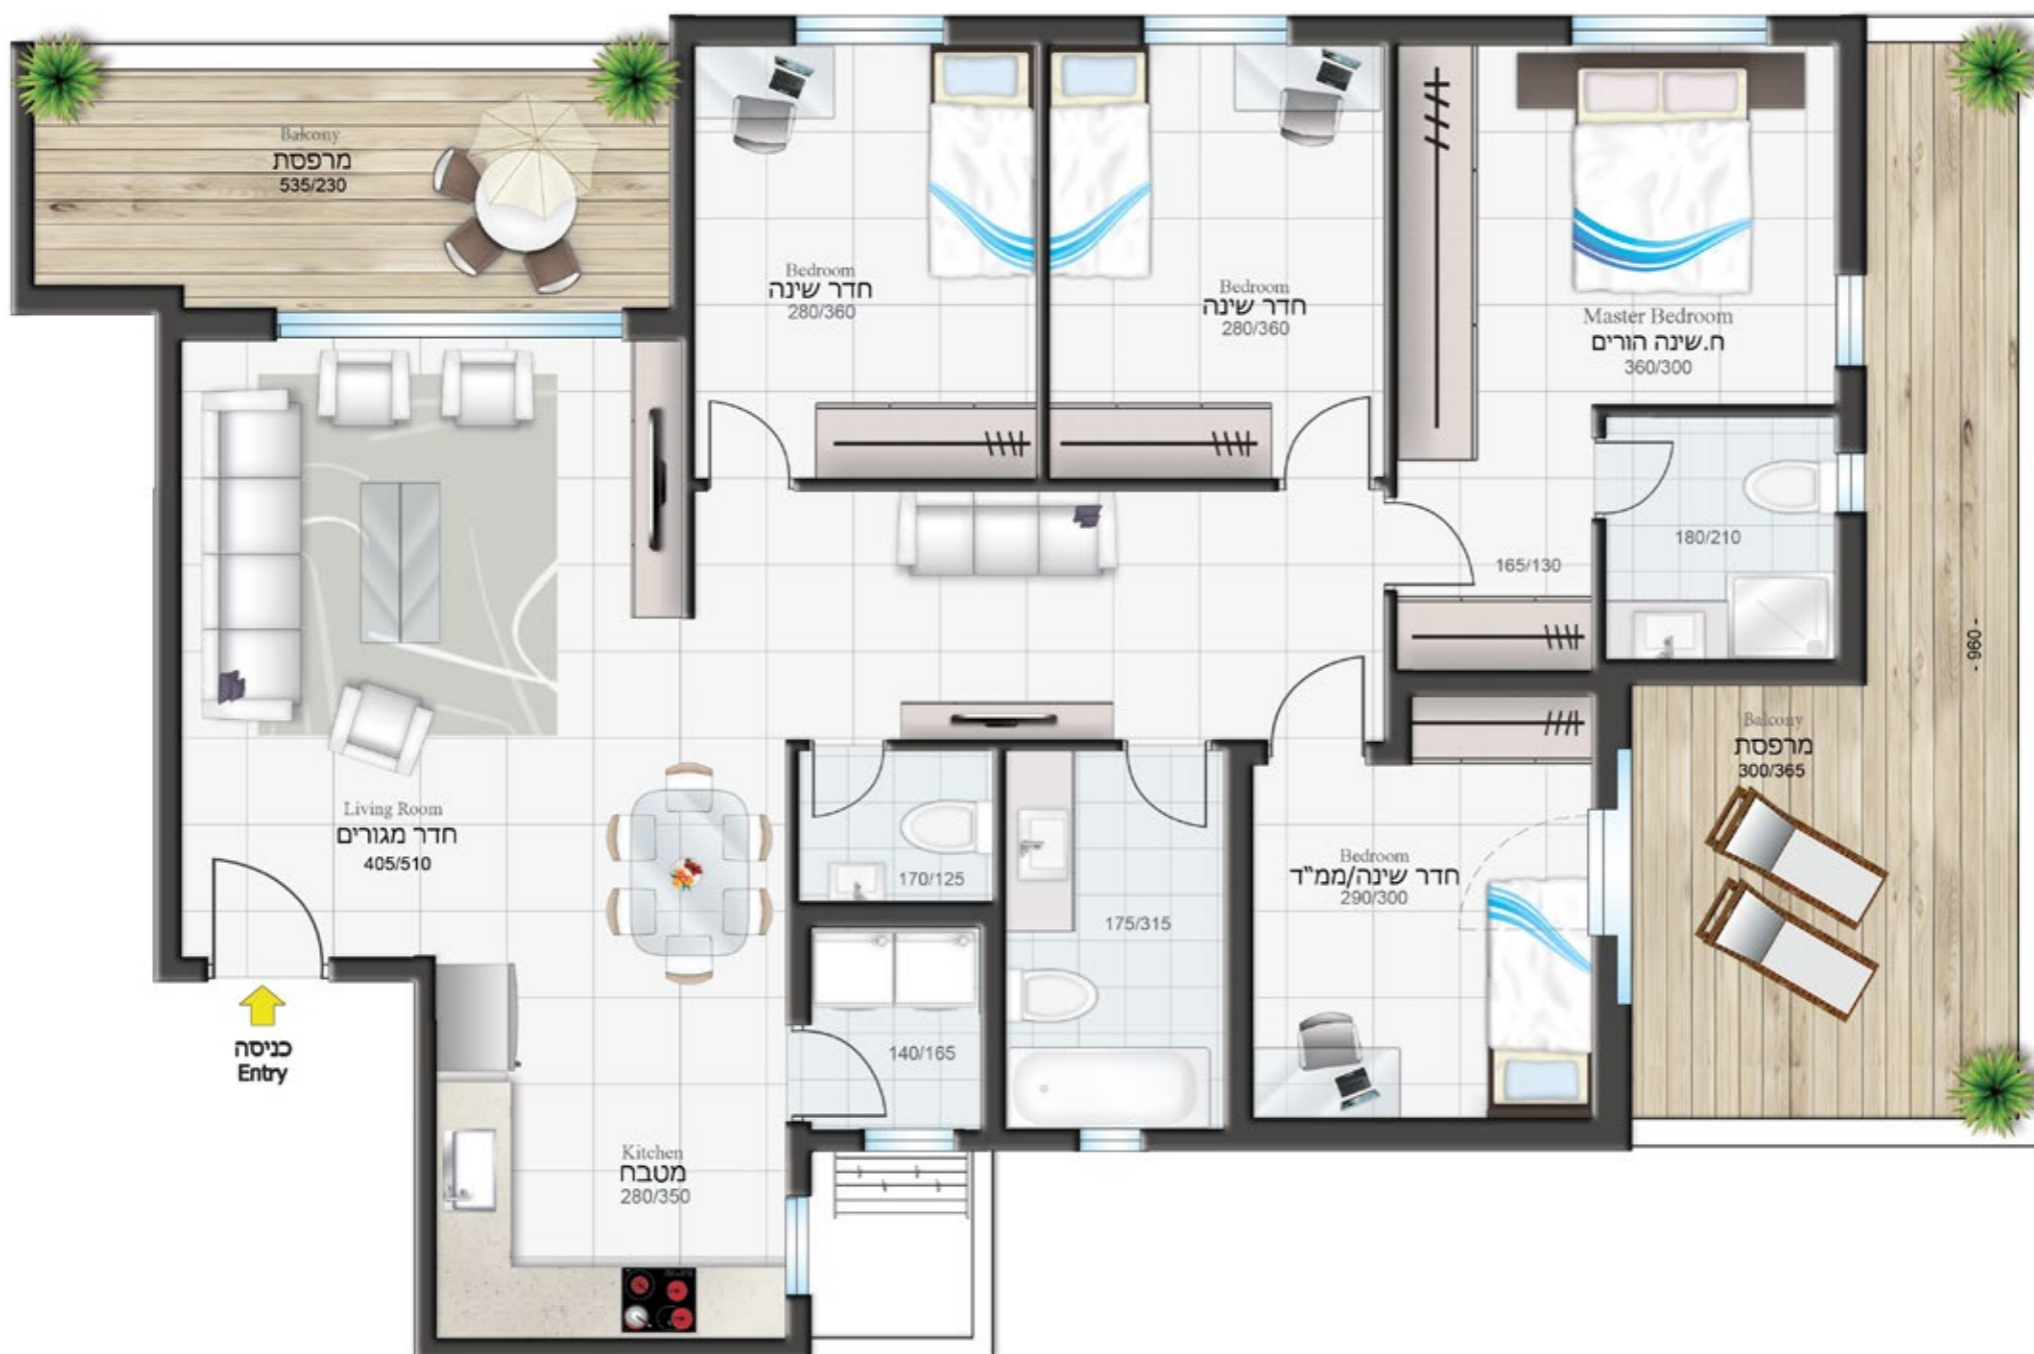 Balcony
מרפסת
535/230
Bedroom
חדר שינה
280/360
Bedroom
חדר שינה
280/360
Master Bedroom
ח.שינה הורים
360/300
180/210
165/130
- 960 -
Balcony
מרפסת
300/365
Living Room
חדר מגורים
405/510
170/125
175/315
Bedroom
חדר שינה/ממ"ד
290/300
140/165
כניסה
Entry
Kitchen
מטבח
280/350